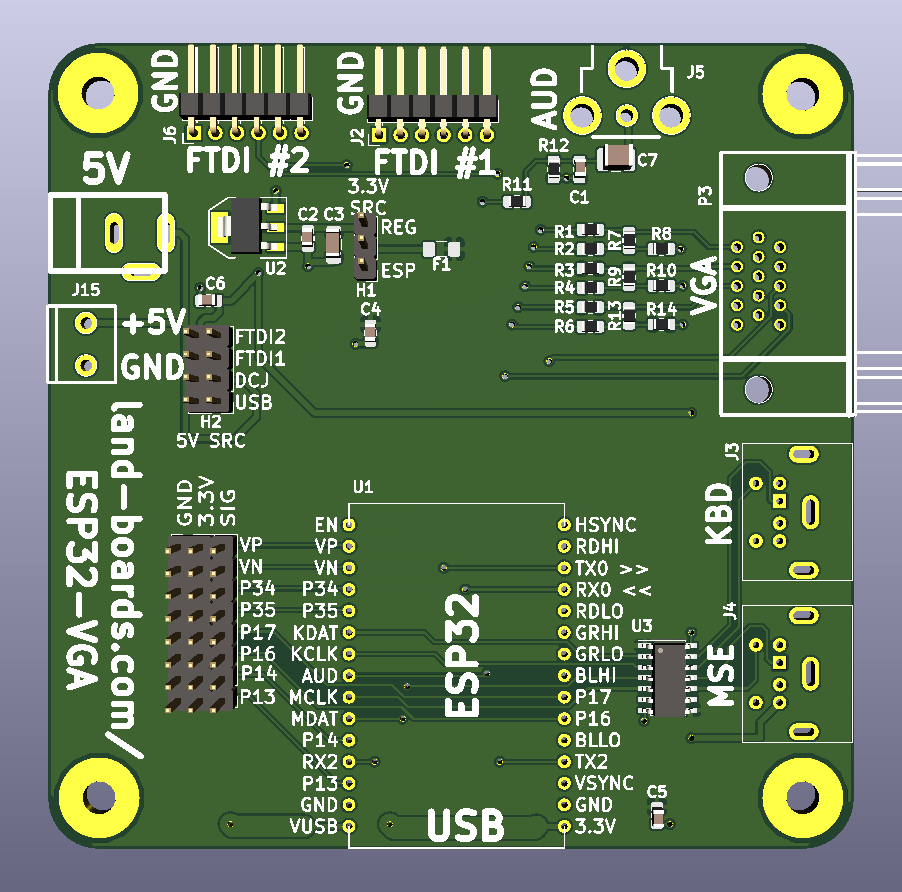 GND
J6
FTDI #2
GND
J2
FTDI #1
AUD
J5
R12
C7
C1
R11
P3
5V
3.3V
SRC
REG
ESP
H1
F1
U2
C2
C3
C4
C6
J15
+5V
GND
FTDI2
FTDI1
DCJ
USB
H2
5V SRC
R1
R2
R3
R4
R5
R6
R7
R9
R13
R8
R10
R14
VGA
land-boards.com/
ESP32-VGA
GND
3.3V
SIG
VP
VN
P34
P35
P17
P16
P14
P13
U1
EN
VP
VN
P34
P35
KDAT
KCLK
AUD
MCLK
MDAT
P14
RX2
P13
GND
VUSB
ESP32
USB
HSYNC
RDHI
TX0 >>
RX0 <<
RDLO
GRHI
GRLO
BLHI
P17
P16
BLLO
TX2
VSYNC
GND
3.3V
U3
C5
J3
KBD
J4
MSE